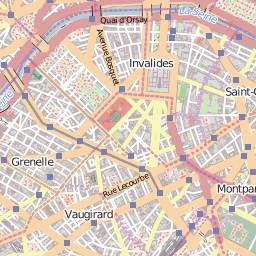 La Seine
Quai d'Orsay
Avenue Bosquet
Invalides
Saint-G
Grenelle
Rue Lecourbe
Montpar
Vaugirard